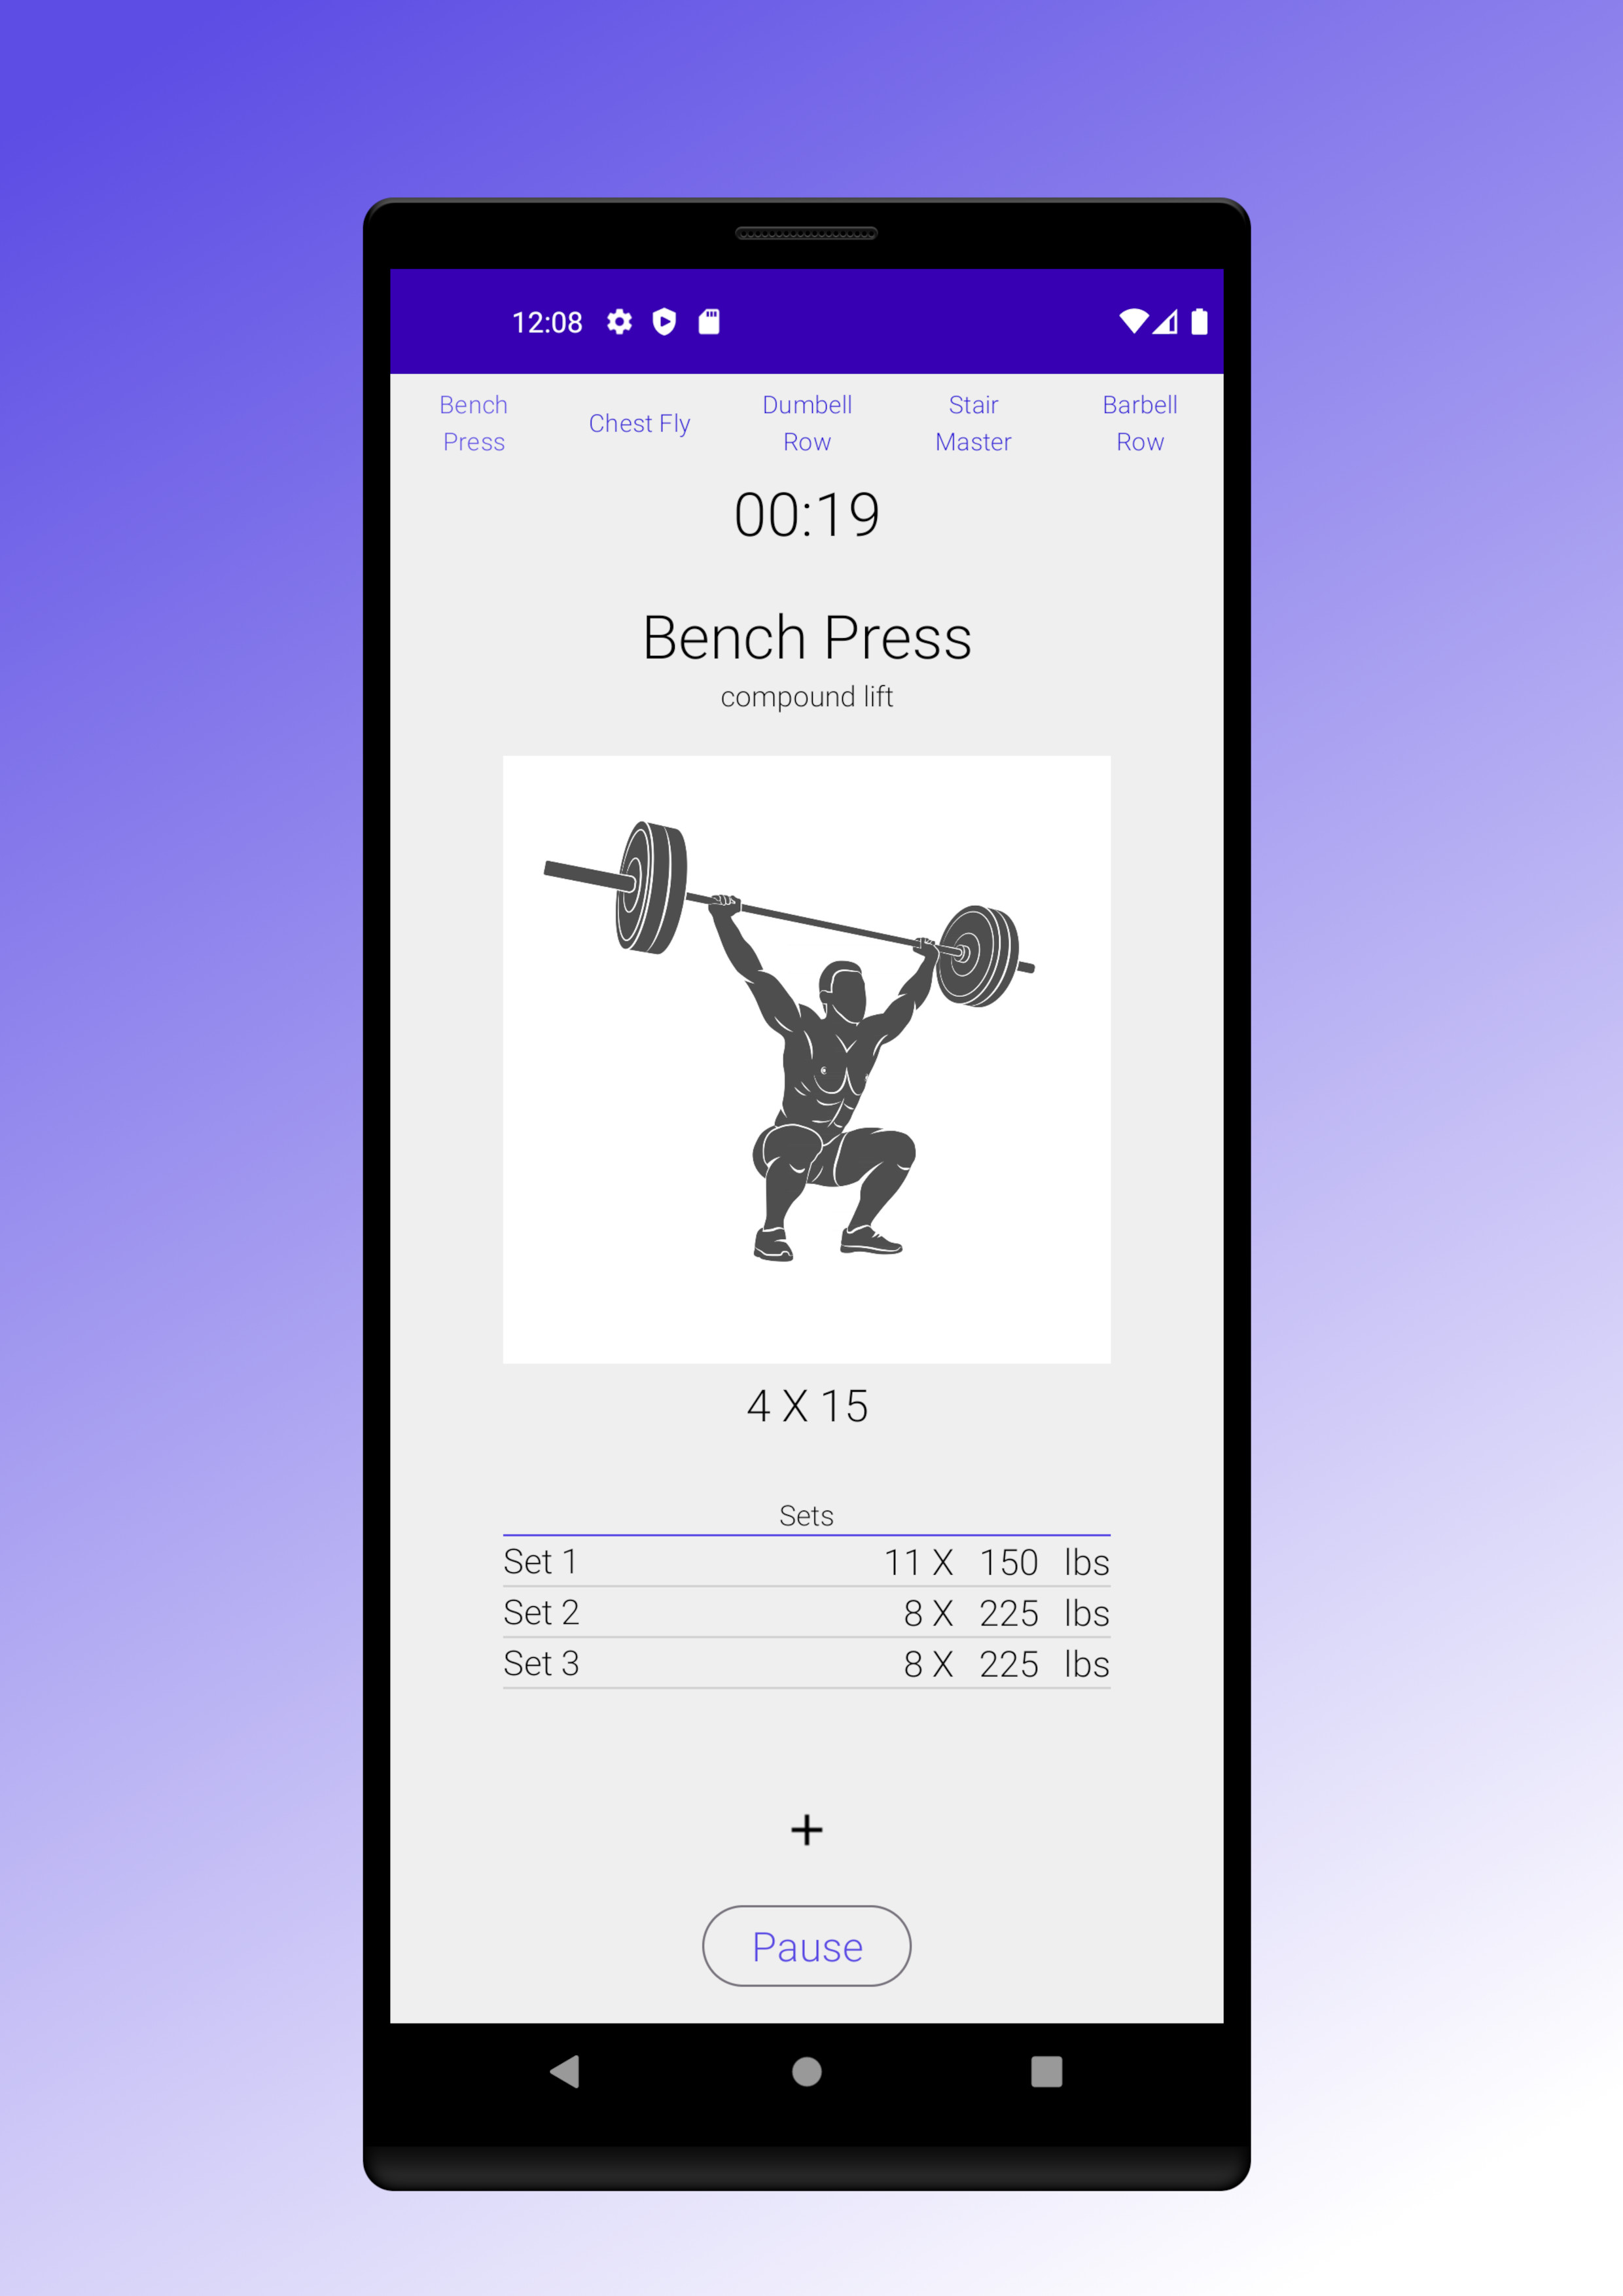 12:08
Bench
Press
Chest Fly
Dumbell
Row
Stair
Master
Barbell
Row
00:19
Bench Press
compound lift
4 X 15
Sets
Set 1 11 X 150 lbs
Set 2 8 X 225 lbs
Set 3 8 X 225 lbs
+
Pause